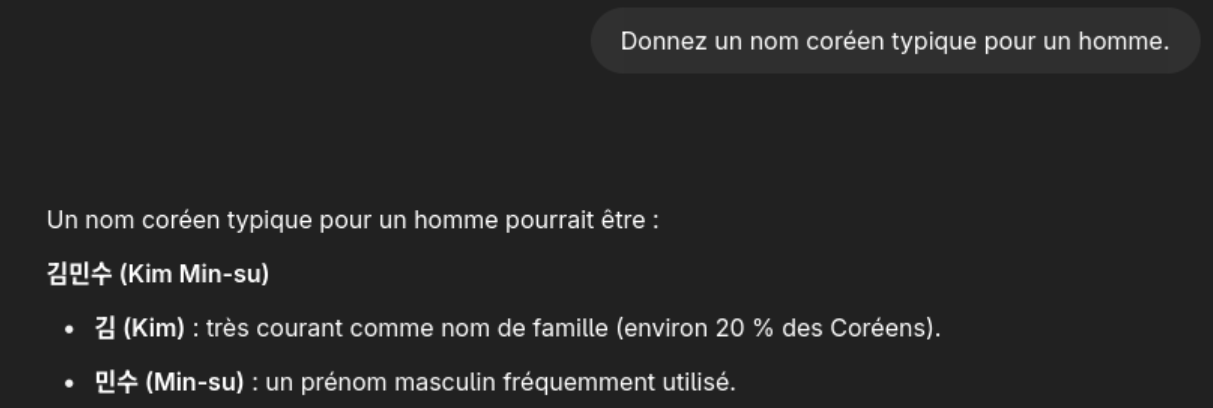 Donnez un nom coréen typique pour un homme.
Un nom coréen typique pour un homme pourrait être :
김민수 (Kim Min-su)
• 김 (Kim) : très courant comme nom de famille (environ 20 % des Coréens).
• 민수 (Min-su) : un prénom masculin fréquemment utilisé.